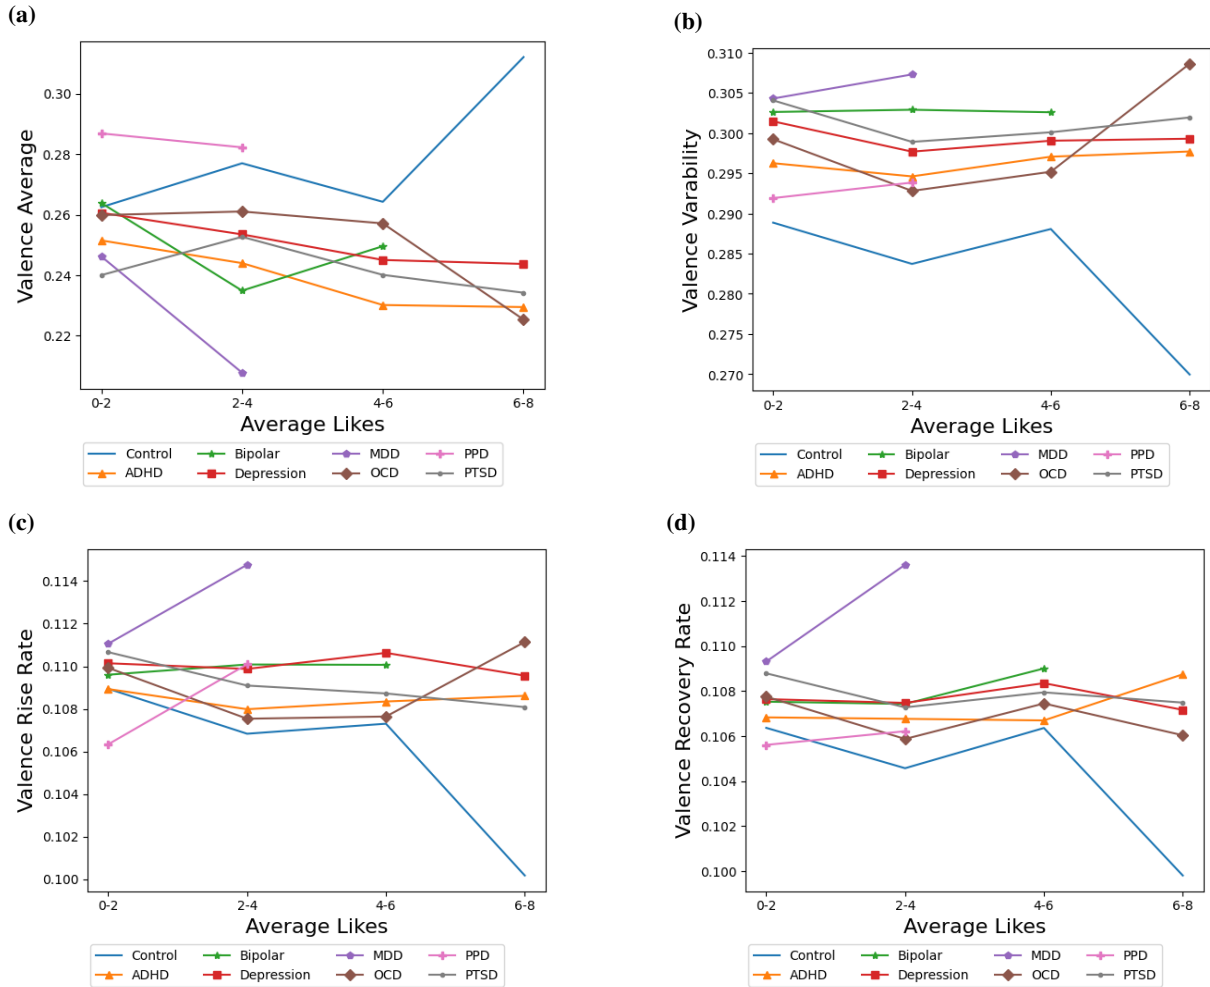 (a)
0.30
0.28
0.26
0.24
0.22
Valence Average
0-2 2-4 4-6 6-8
Average Likes
Control Bipolar MDD PPD
ADHD Depression OCD PTSD
(b)
0.310
0.305
0.300
0.295
0.290
0.285
0.280
0.275
0.270
Valence Varability
0-2 2-4 4-6 6-8
Average Likes
Control Bipolar MDD PPD
ADHD Depression OCD PTSD
(c)
0.114
0.112
0.110
0.108
0.106
0.104
0.102
0.100
Valence Rise Rate
0-2 2-4 4-6 6-8
Average Likes
Control Bipolar MDD PPD
ADHD Depression OCD PTSD
(d)
0.114
0.112
0.110
0.108
0.106
0.104
0.102
0.100
Valence Recovery Rate
0-2 2-4 4-6 6-8
Average Likes
Control Bipolar MDD PPD
ADHD Depression OCD PTSD